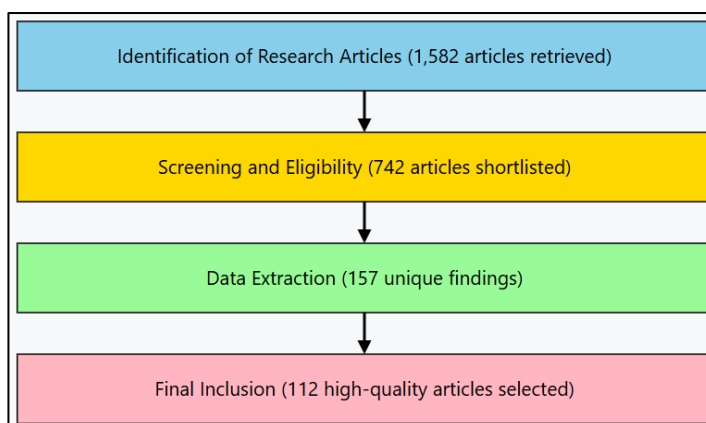 Identification of Research Articles (1,582 articles retrieved)
Screening and Eligibility (742 articles shortlisted)
Data Extraction (157 unique findings)
Final Inclusion (112 high-quality articles selected)